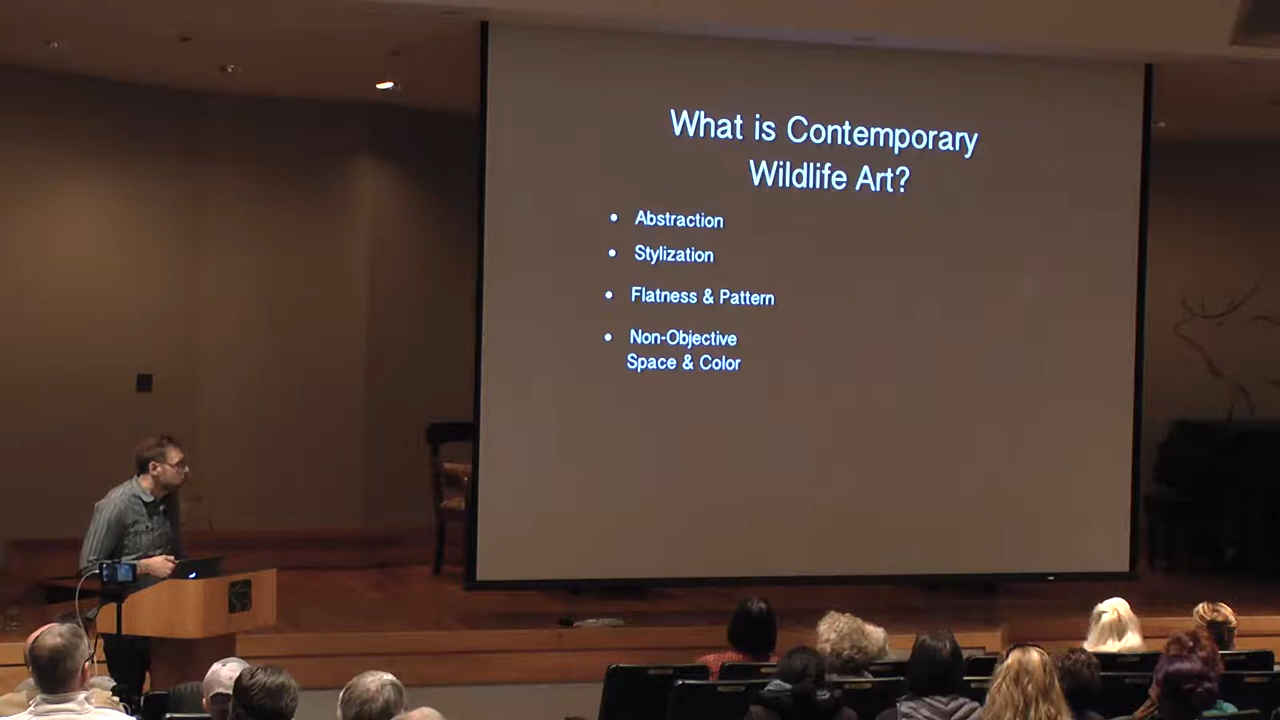 What is Contemporary
Wildlife Art?
• Abstraction
• Stylization
• Flatness & Pattern
• Non-Objective
Space & Color